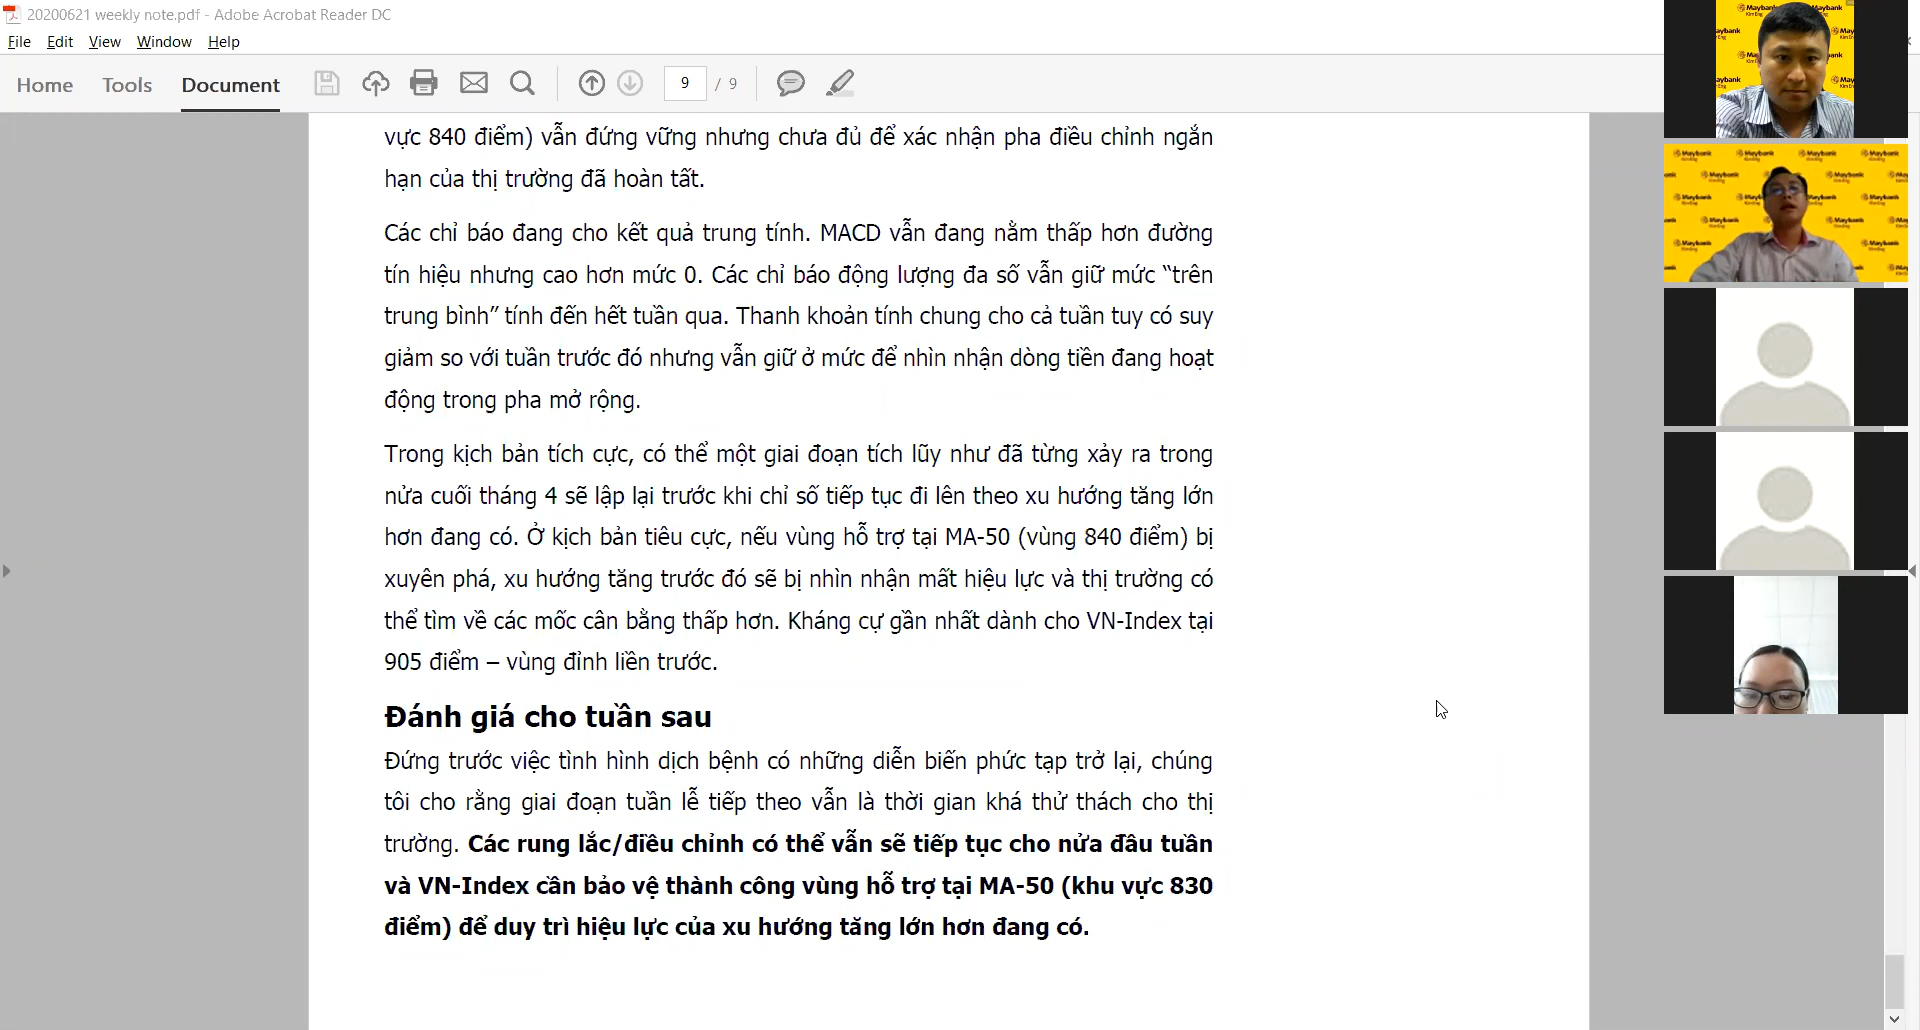 20200621 weekly note.pdf - Adobe Acrobat Reader DC
File Edit View Window Help
Home Tools Document 9 / 9
vực 840 điểm) vẫn đứng vững nhưng chưa đủ để xác nhận pha điều chỉnh ngắn
hạn của thị trường đã hoàn tất.
Các chỉ báo đang cho kết quả trung tính. MACD vẫn đang nằm thấp hơn đường
tín hiệu nhưng cao hơn mức 0. Các chỉ báo động lượng đa số vẫn giữ mức “trên
trung bình” tính đến hết tuần qua. Thanh khoản tính chung cho cả tuần tuy có suy
giảm so với tuần trước đó nhưng vẫn giữ ở mức để nhìn nhận dòng tiền đang hoạt
động trong pha mở rộng.
Trong kịch bản tích cực, có thể một giai đoạn tích lũy như đã từng xảy ra trong
nửa cuối tháng 4 sẽ lập lại trước khi chỉ số tiếp tục đi lên theo xu hướng tăng lớn
hơn đang có. Ở kịch bản tiêu cực, nếu vùng hỗ trợ tại MA-50 (vùng 840 điểm) bị
xuyên phá, xu hướng tăng trước đó sẽ bị nhìn nhận mất hiệu lực và thị trường có
thể tìm về các mốc cân bằng thấp hơn. Kháng cự gần nhất dành cho VN-Index tại
905 điểm – vùng đỉnh liền trước.
Đánh giá cho tuần sau
Đứng trước việc tình hình dịch bệnh có những diễn biến phức tạp trở lại, chúng
tôi cho rằng giai đoạn tuần lễ tiếp theo vẫn là thời gian khá thử thách cho thị
trường. Các rung lắc/điều chỉnh có thể vẫn sẽ tiếp tục cho nửa đầu tuần
và VN-Index cần bảo vệ thành công vùng hỗ trợ tại MA-50 (khu vực 830
điểm) để duy trì hiệu lực của xu hướng tăng lớn hơn đang có.
Maybank
Kim Eng
Maybank Maybank Maybank Maybank